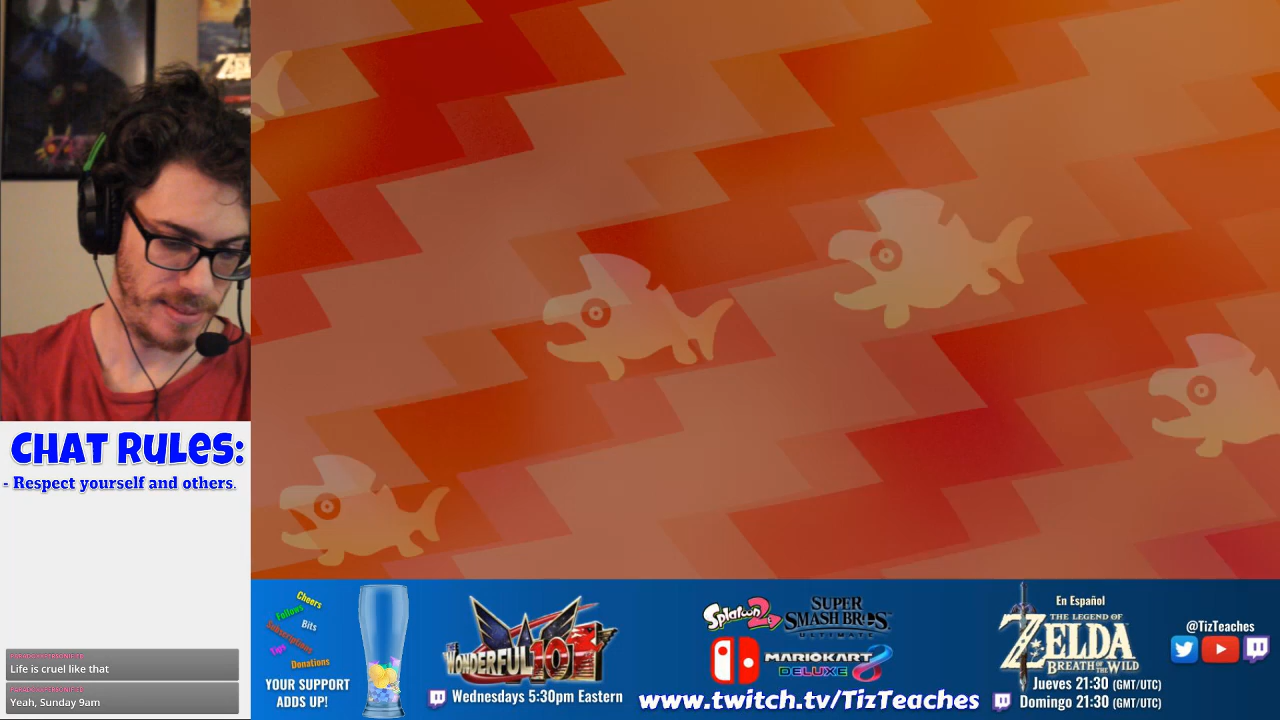 ZELDA
CHAT RULES:
- Respect yourself and others.
Life is cruel like that
Yeah, Sunday 9am
Cheers
Follows
Bits
Subscriptions
Tips
Donations
YOUR SUPPORT
ADDS UP!
THE WONDERFUL 101
Wednesdays 5:30pm Eastern
Splatoon 2
SUPER
SMASH BROS.
ULTIMATE
MARIOKART 8
DELUXE
www.twitch.tv/TizTeaches
En Español
THE LEGEND OF
ZELDA
BREATH OF THE WILD
Jueves 21:30 (GMT/UTC)
Domingo 21:30 (GMT/UTC)
@TizTeaches